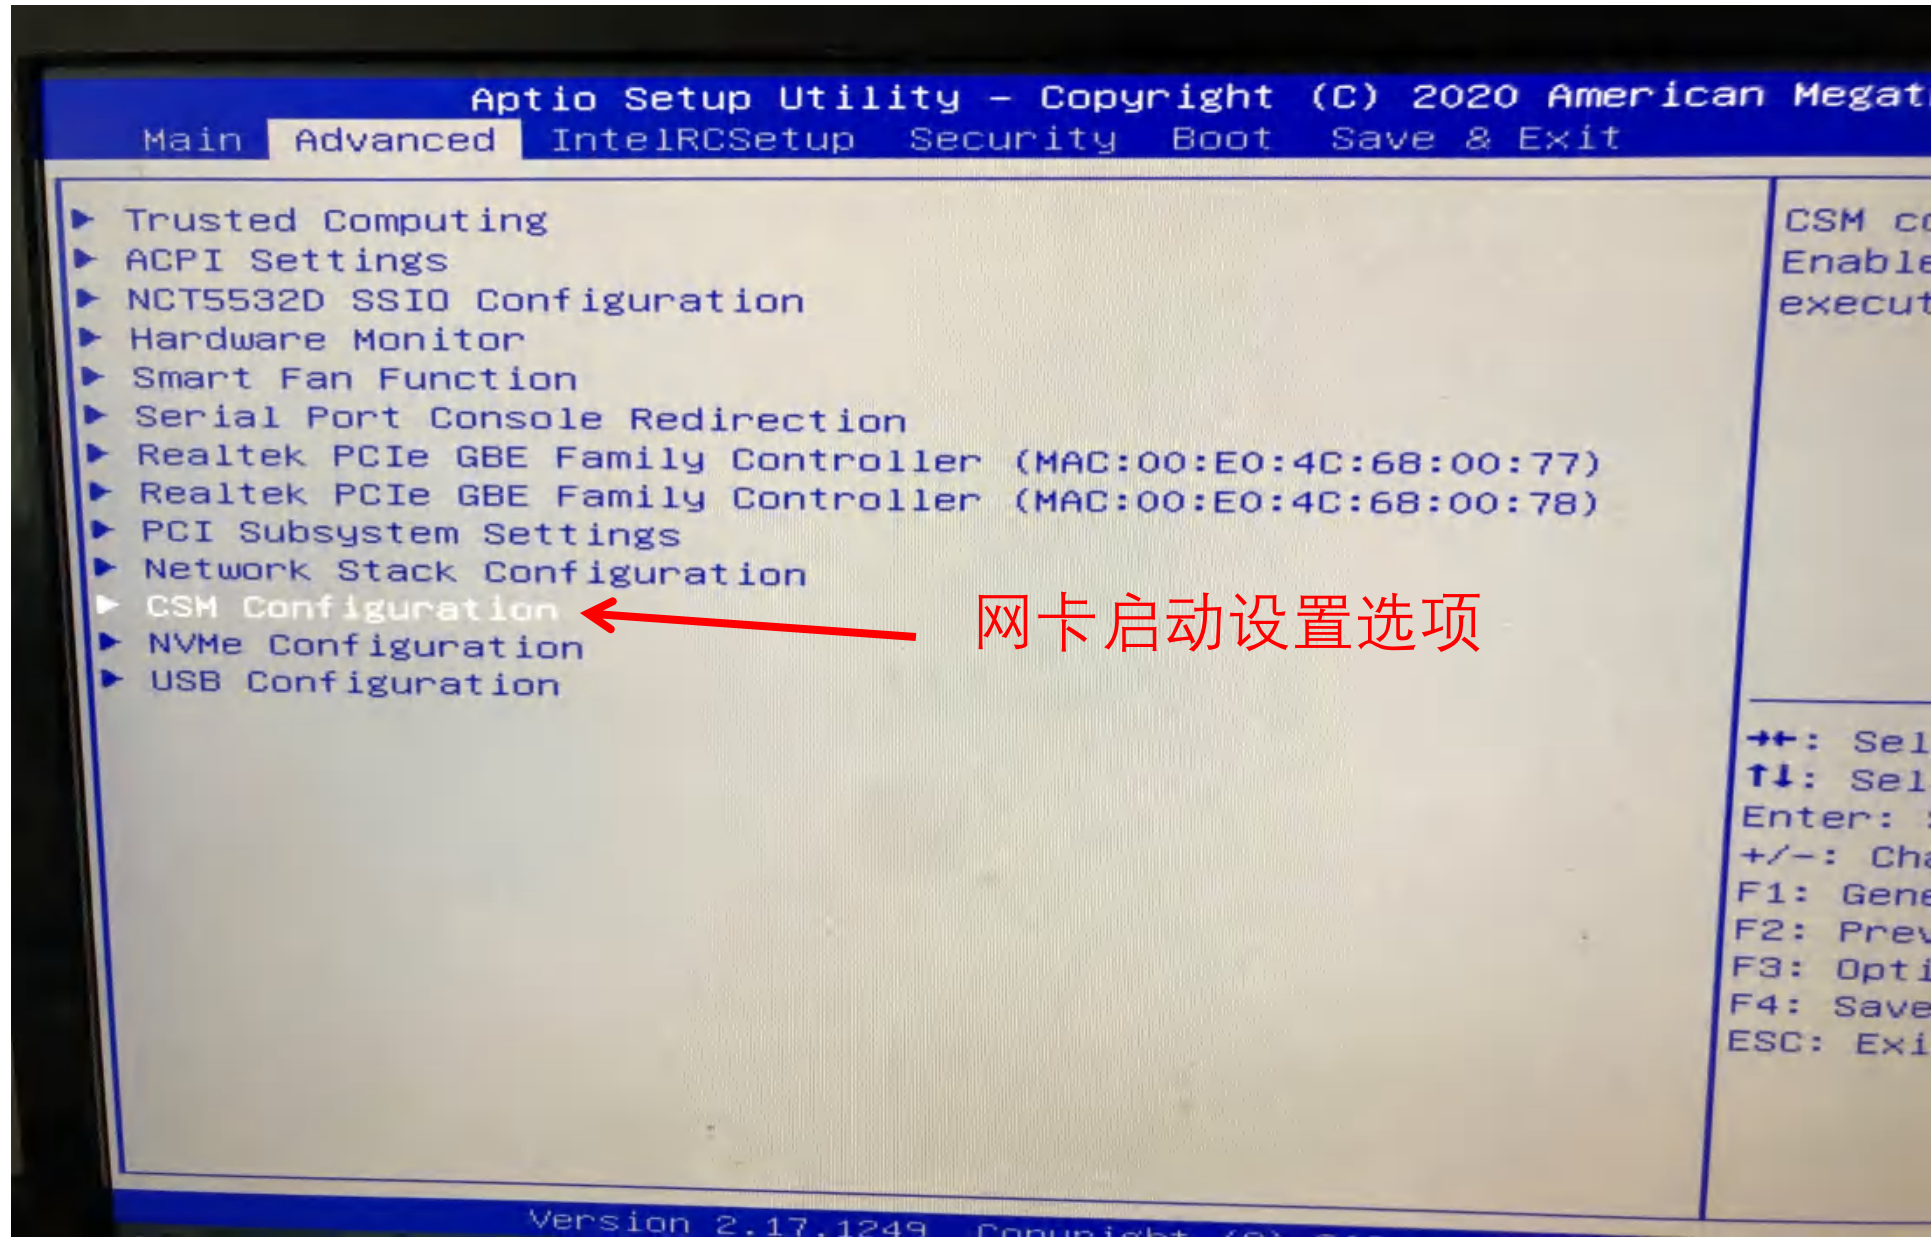 Aptio Setup Utility – Copyright (C) 2020 American
Main Advanced IntelRCSetup Security Boot Save & Exit
Trusted Computing
ACPI Settings
NCT5532D SSIO Configuration
Hardware Monitor
Smart Fan Function
Serial Port Console Redirection
Realtek PCIe GBE Family Controller (MAC:00:E0:4C:68:00:77)
Realtek PCIe GBE Family Controller (MAC:00:E0:4C:68:00:78)
PCI Subsystem Settings
Network Stack Configuration
CSM Configuration
网卡启动设置选项
NVMe Configuration
USB Configuration
CSM
→←: Sel
↑↓: Sel
Enter:
+/-: Cha
F1: Gene
F2: Prev
F3: Opti
F4: Save
ESC: Exi
Version 2.17.1249